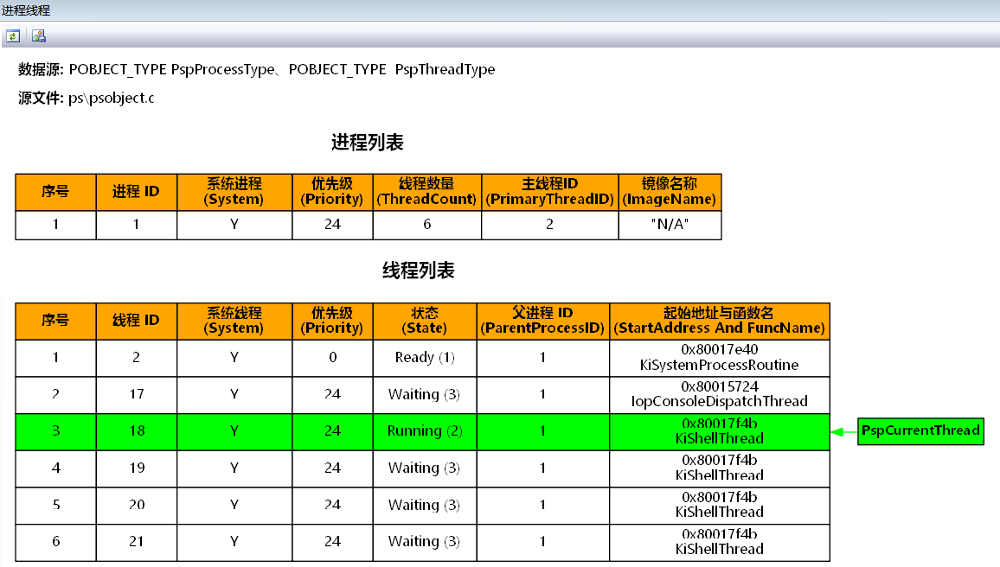 进程线程
数据源: POBJECT_TYPE PspProcessType、POBJECT_TYPE  PspThreadType
源文件: ps\psobject.c
进程列表
序号 进程 ID 系统进程 (System) 优先级 (Priority) 线程数量 (ThreadCount) 主线程ID (PrimaryThreadID) 镜像名称 (ImageName)
1 1 Y 24 6 2 "N/A"
线程列表
序号 线程 ID 系统线程 (System) 优先级 (Priority) 状态 (State) 父进程 ID (ParentProcessID) 起始地址与函数名 (StartAddress And FuncName)
1 2 Y 0 Ready (1) 1 0x80017e40 KiSystemProcessRoutine
2 17 Y 24 Waiting (3) 1 0x80015724 IopConsoleDispatchThread
3 18 Y 24 Running (2) 1 0x80017f4b KiShellThread PspCurrentThread
4 19 Y 24 Waiting (3) 1 0x80017f4b KiShellThread
5 20 Y 24 Waiting (3) 1 0x80017f4b KiShellThread
6 21 Y 24 Waiting (3) 1 0x80017f4b KiShellThread